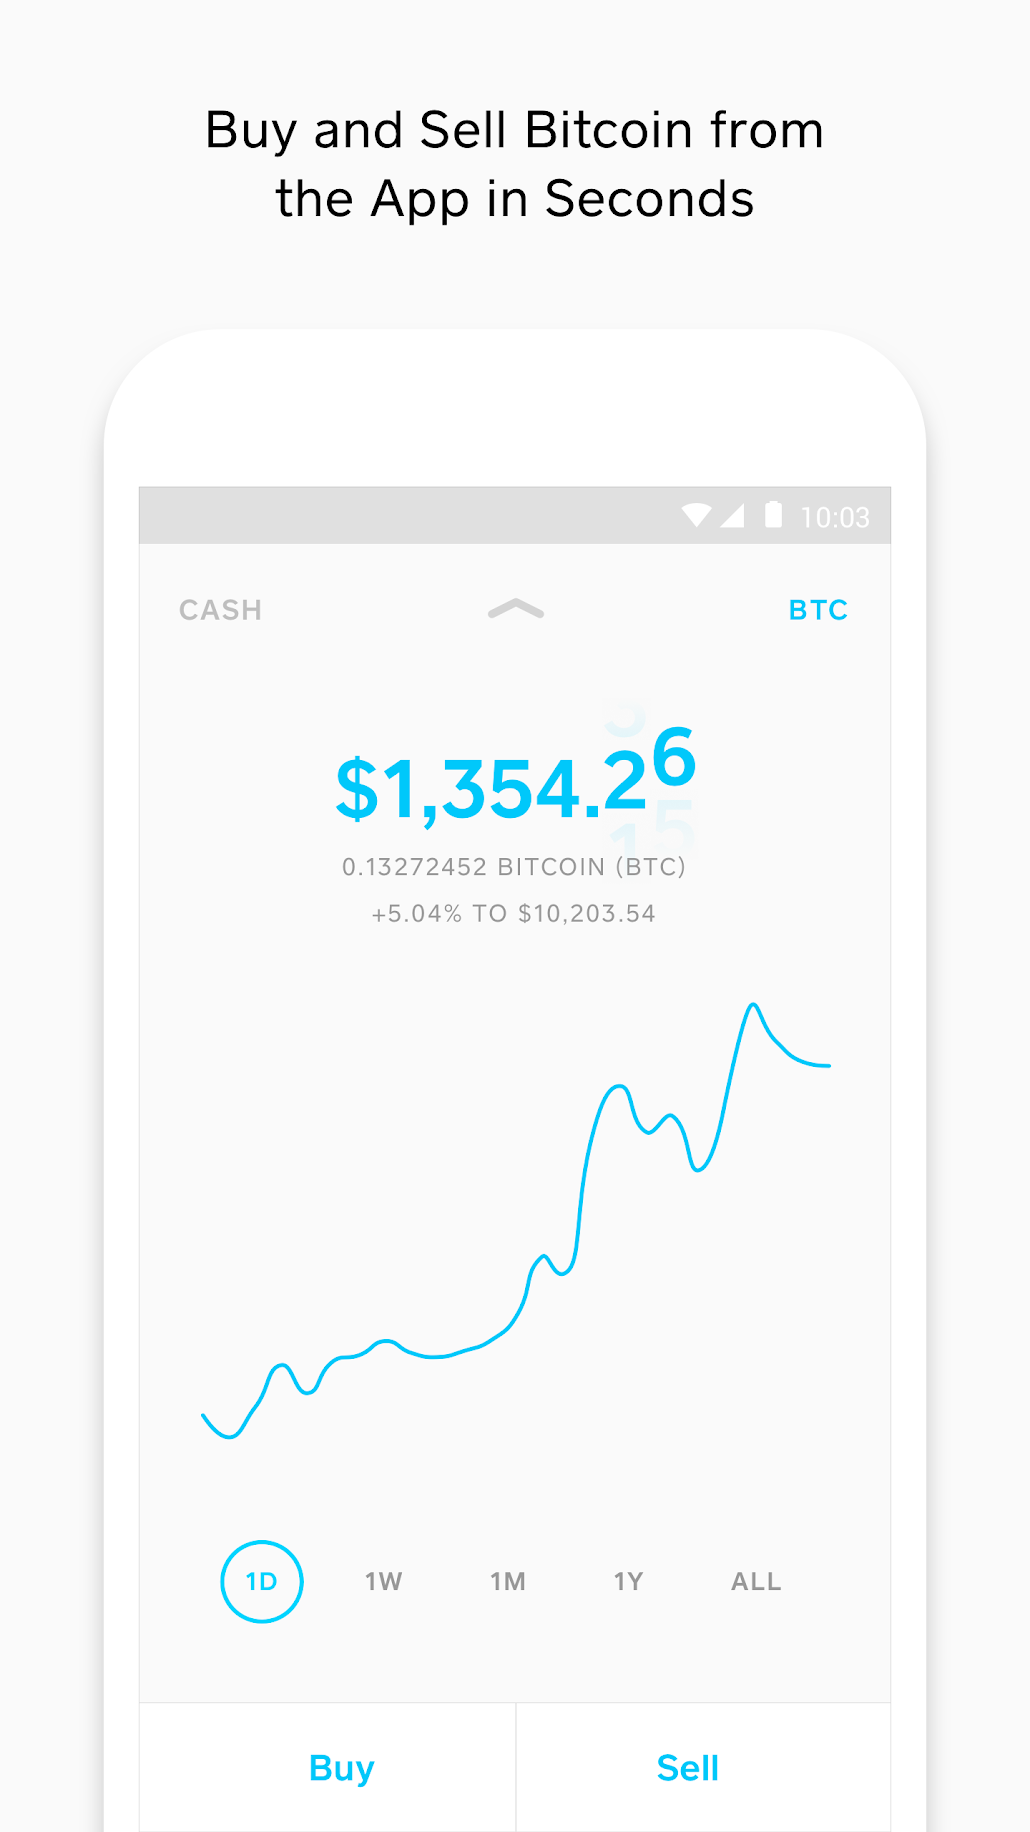 Buy and Sell Bitcoin from
the App in Seconds
10:03
CASH
BTC
$1,354.26
0.13272452 BITCOIN (BTC)
+5.04% TO $10,203.54
1D 1W 1M 1Y ALL
Buy Sell